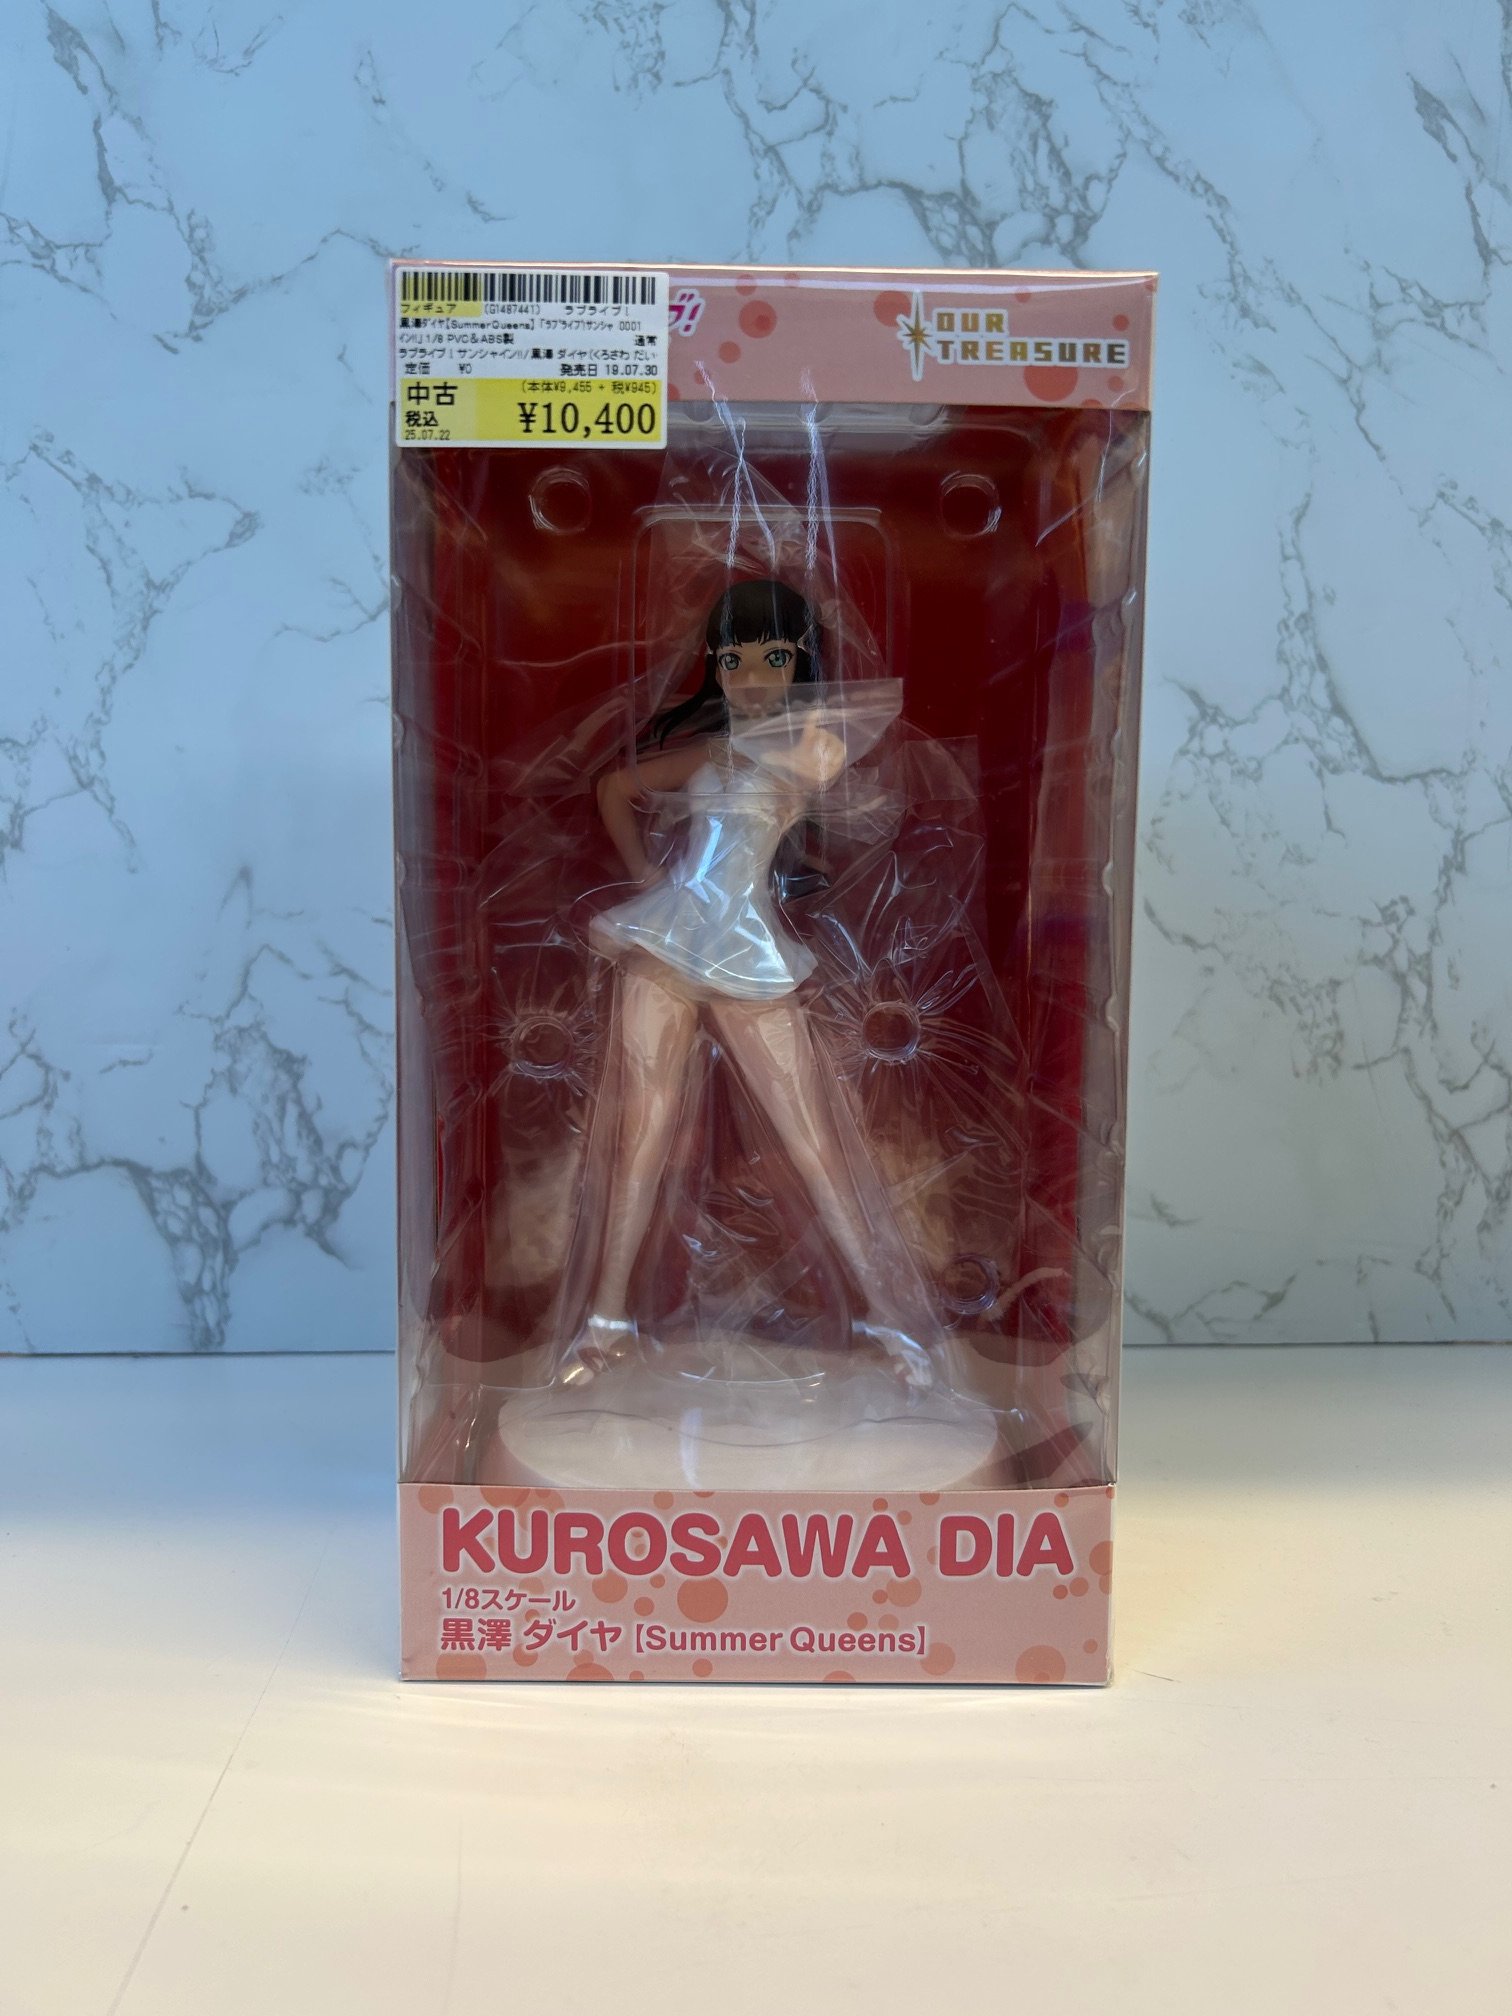 フィギュア (G1487441) ラブライブ!
黒澤ダイヤ【SummerQueens】「ラブライブ!サンシャ 0001
イン!!」1/8 PVC&ABS製 通常
ラブライブ!サンシャイン!!/黒澤 ダイヤ(くろさわ だい
定価 ¥0 発売日 19.07.30
中古 (本体¥9,455 + 税¥945)
税込 ¥10,400
25.07.22
ブ!
OUR
TREASURE
KUROSAWA DIA
1/8スケール
黒澤 ダイヤ【Summer Queens】